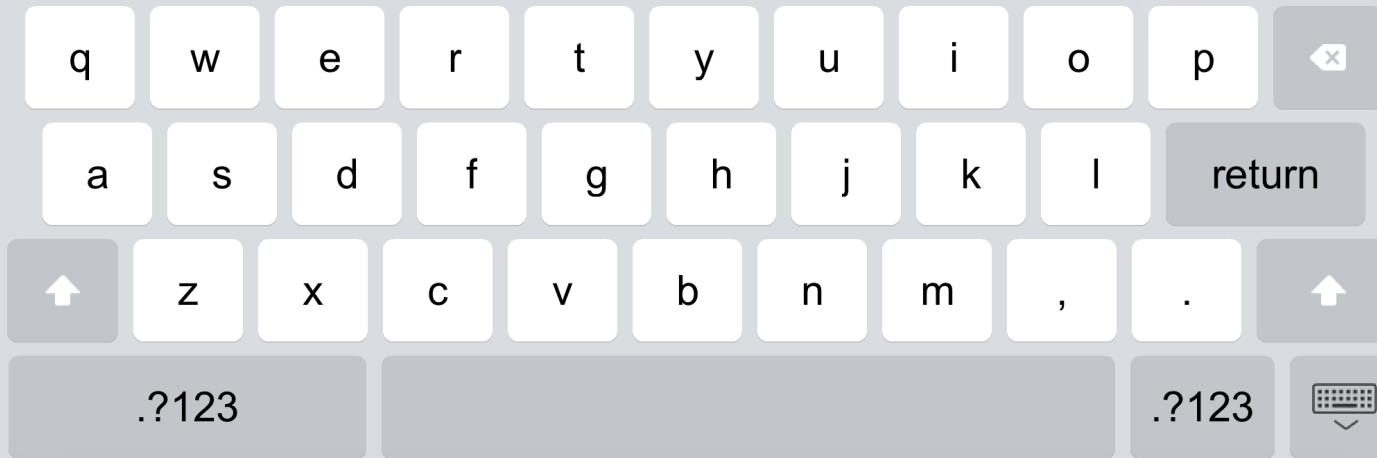 q w e r t y u i o p
a s d f g h j k l return
z x c v b n m , .
.?123 .?123